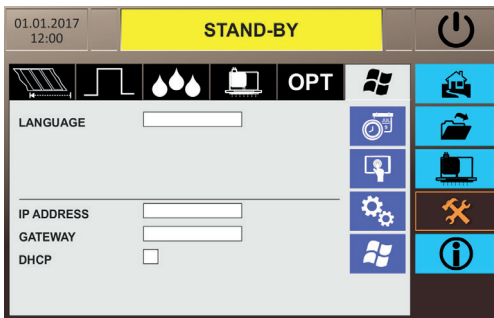 01.01.2017
12:00
STAND-BY
OPT
LANGUAGE
IP ADDRESS
GATEWAY
DHCP